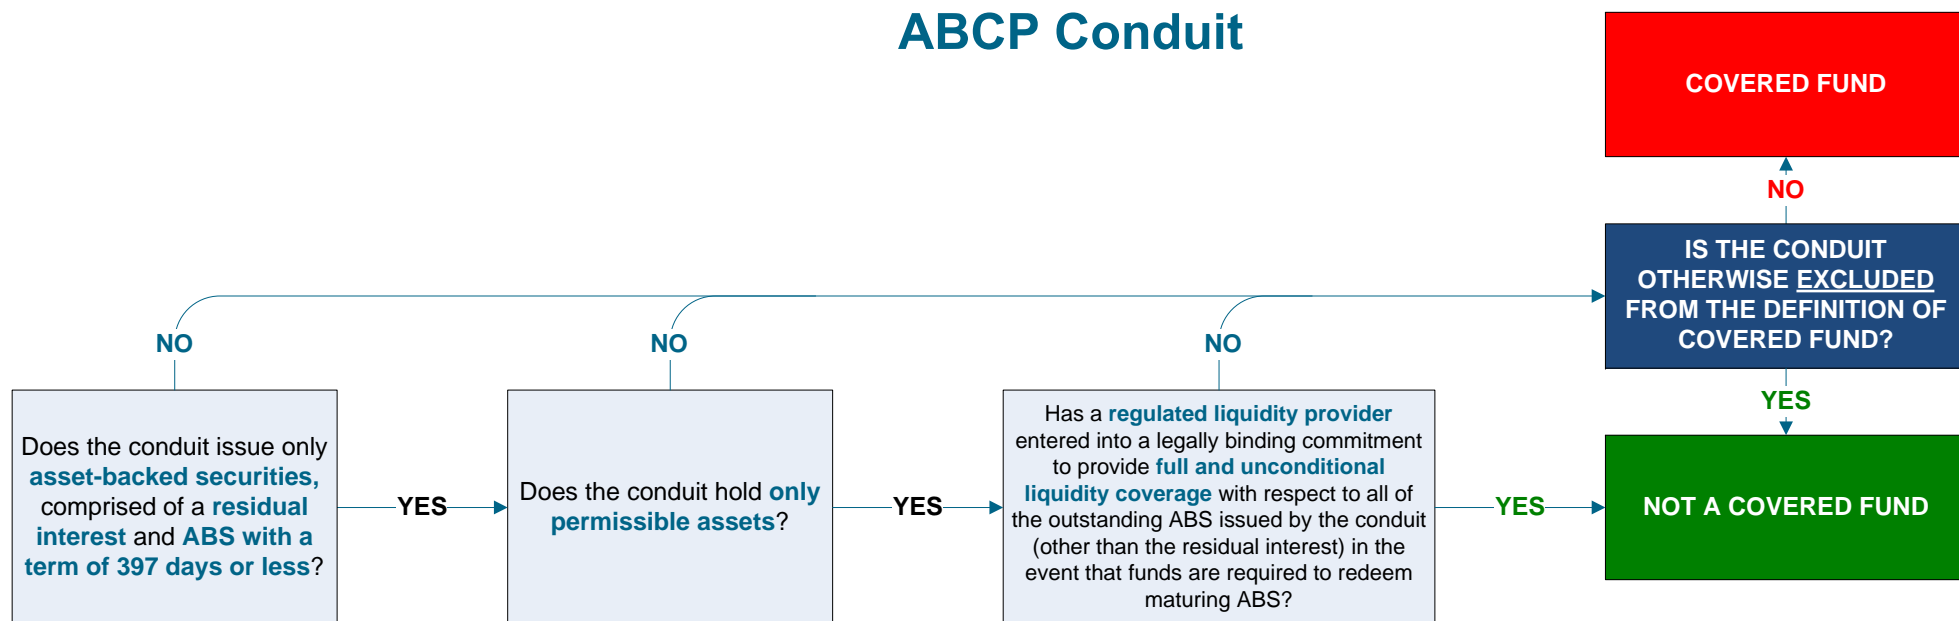 ABCP Conduit
COVERED FUND
NO
IS THE CONDUIT
OTHERWISE EXCLUDED
FROM THE DEFINITION OF
COVERED FUND?
NO
NO
NO
YES
Does the conduit issue only
asset-backed securities,
comprised of a residual
interest and ABS with a
term of 397 days or less?
YES
Does the conduit hold only
permissible assets?
YES
Has a regulated liquidity provider
entered into a legally binding commitment
to provide full and unconditional
liquidity coverage with respect to all of
the outstanding ABS issued by the conduit
(other than the residual interest) in the
event that funds are required to redeem
maturing ABS?
YES
NOT A COVERED FUND